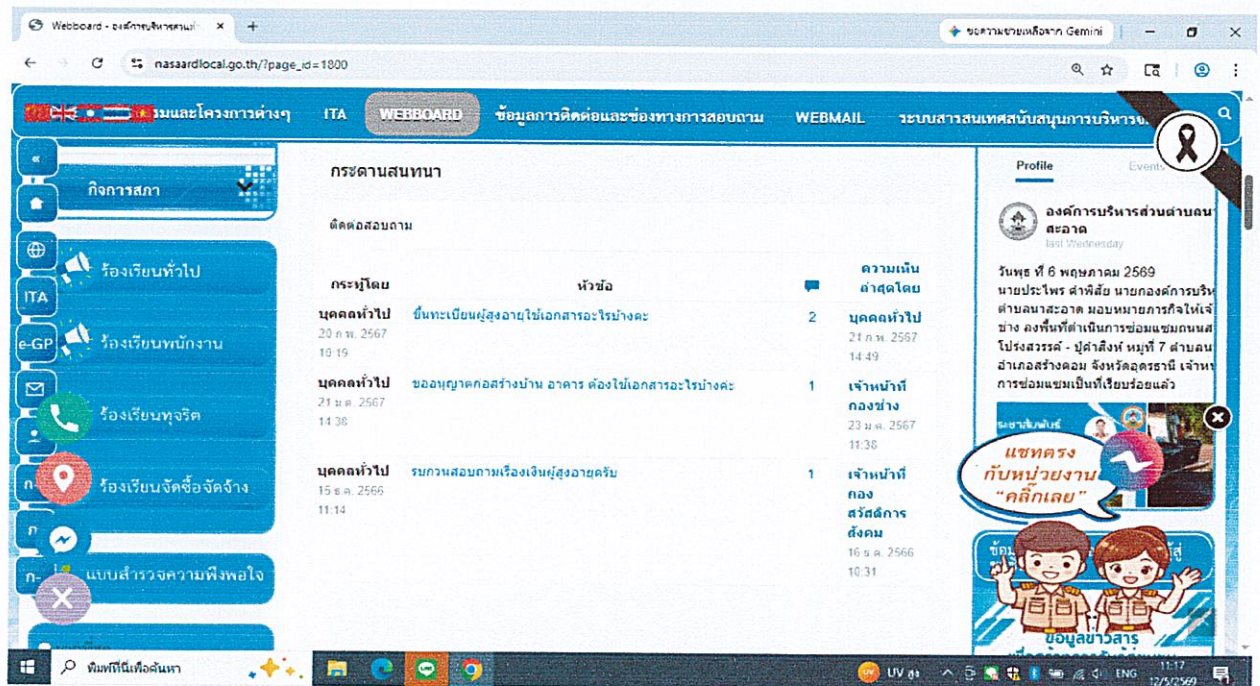 Webboard - องค์การบริหารส่วนตำ
ขอความช่วยเหลือจาก Gemini
nasaardlocal.go.th/?page_id=1800
รมและโครงการต่างๆ ITA WEBBOARD ข้อมูลการติดต่อและช่องทางการสอบถาม WEBMAIL ระบบสารสนเทศสนับสนุนการบริหารจ
กิจการสภา
ITA
e-GP
ร้องเรียนทั่วไป
ร้องเรียนพนักงาน
ร้องเรียนทุจริต
ร้องเรียนจัดซื้อจัดจ้าง
แบบสำรวจความพึงพอใจ
กระดานสนทนา
ติดต่อสอบถาม
กระทู้โดย หัวข้อ ความเห็น
ล่าสุดโดย
บุคคลทั่วไป ขึ้นทะเบียนผู้สูงอายุใช้เอกสารอะไรบ้างคะ 2 บุคคลทั่วไป
20 ก.พ. 2567 21 ก.พ. 2567
10:19 14:49
บุคคลทั่วไป ขออนุญาตกอสร้างบ้าน อาคาร ต้องใช้เอกสารอะไรบ้างค่ะ 1 เจ้าหน้าที่
กองช่าง
21 ม.ค. 2567 23 ม.ค. 2567
14:38 11:38
บุคคลทั่วไป รบกวนสอบถามเรื่องเงินผู้สูงอายุครับ 1 เจ้าหน้าที่
กอง
สวัสดิการ
สังคม
15 ธ.ค. 2566 16 ธ.ค. 2566
11:14 10:31
Profile Events
องค์การบริหารส่วนตำบลน
สะอาด
last Wednesday
วันพุธ ที่ 6 พฤษภาคม 2569
นายประไพร คำพิสัย นายกองค์การบริห
ตำบลนาสะอาด มอบหมายภารกิจให้เจ้
ช่าง ลงพื้นที่ดำเนินการซ่อมแซมถนนส
โปร่งสวรรค์ - ปู่คำสิงห์ หมู่ที่ 7 ตำบลน
อำเภอสร้างคอม จังหวัดอุดรธานี เจ้าหน
การซ่อมแซมเป็นที่เรียบร้อยแล้ว
แชทตรง
กับหน่วยงาน
"คลิ๊กเลย"
ข้อมูลข่าวสาร
พิมพ์ที่นี่เพื่อค้นหา
UV สูง
ENG
11:17
12/5/2569